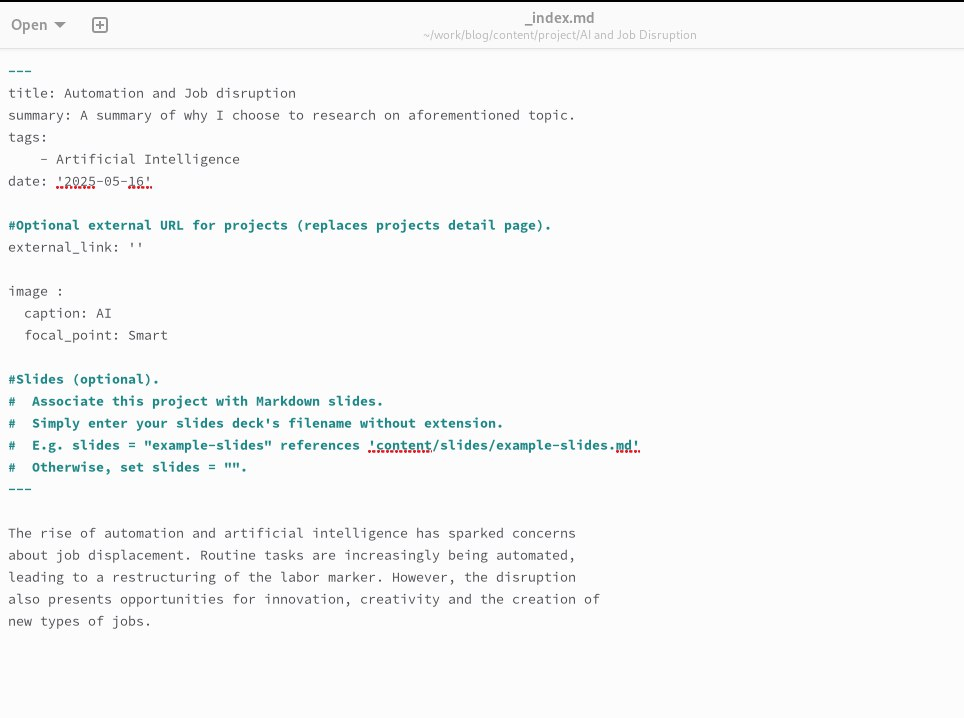 Open
_index.md
~/work/blog/content/project/AI and Job Disruption
---
title: Automation and Job disruption
summary: A summary of why I choose to research on aforementioned topic.
tags:
    - Artificial Intelligence
date: '2025-05-16'
#Optional external URL for projects (replaces projects detail page).
external_link: ''
image :
  caption: AI
  focal_point: Smart
#Slides (optional).
#  Associate this project with Markdown slides.
#  Simply enter your slides deck's filename without extension.
#  E.g. slides = "example-slides" references 'content/slides/example-slides.md'
#  Otherwise, set slides = "".
---
The rise of automation and artificial intelligence has sparked concerns
about job displacement. Routine tasks are increasingly being automated,
leading to a restructuring of the labor marker. However, the disruption
also presents opportunities for innovation, creativity and the creation of
new types of jobs.